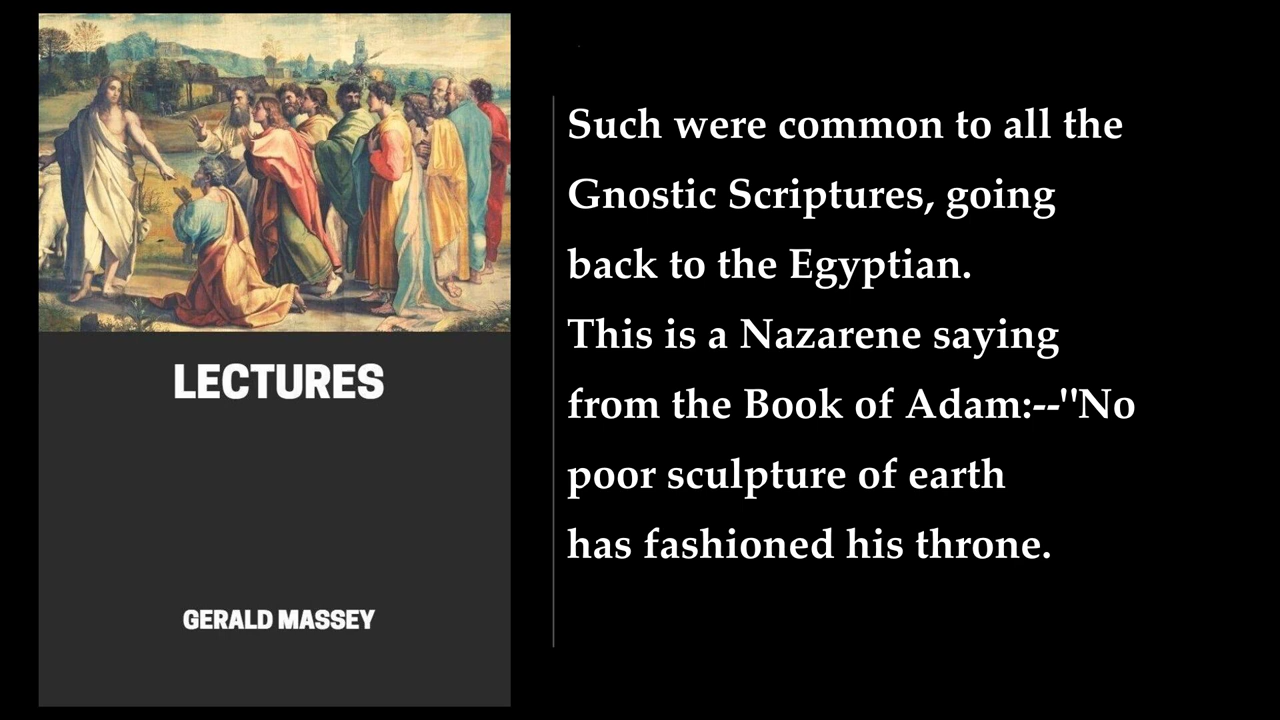 LECTURES
GERALD MASSEY
Such were common to all the
Gnostic Scriptures, going
back to the Egyptian.
This is a Nazarene saying
from the Book of Adam:--"No
poor sculpture of earth
has fashioned his throne.